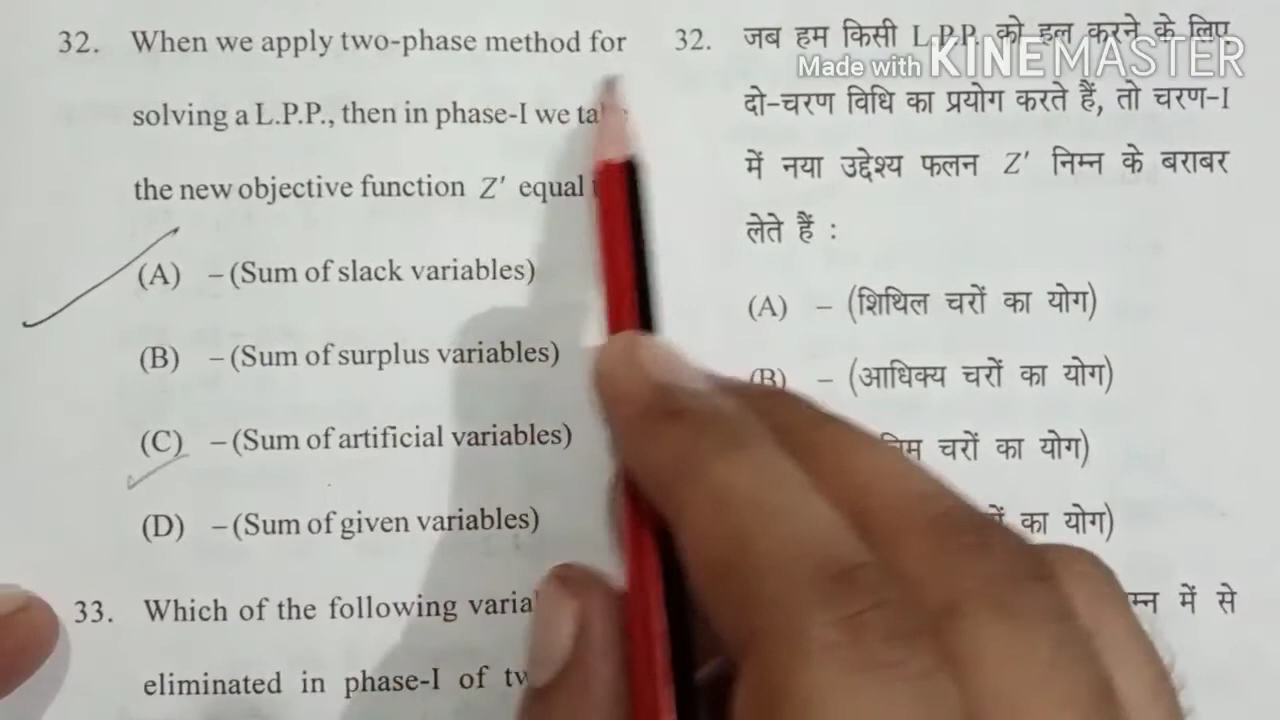 32. When we apply two-phase method for
solving a L.P.P., then in phase-I we
the new objective function Z′ equal
(A) – (Sum of slack variables)
(B) – (Sum of surplus variables)
(C) – (Sum of artificial variables)
(D) – (Sum of given variables)
33. Which of the following
eliminated in phase-I of
32. जब हम किसी L.P.P. को हल करने के लिए
दो-चरण विधि का प्रयोग करते हैं, तो चरण-I
में नया उद्देश्य फलन Z′ निम्न के बराबर
लेते हैं :
(A) – (शिथिल चरों का योग)
(B) – (आधिक्य चरों का योग)
चरों का योग)
का योग)
में से
Made with KINEMASTER